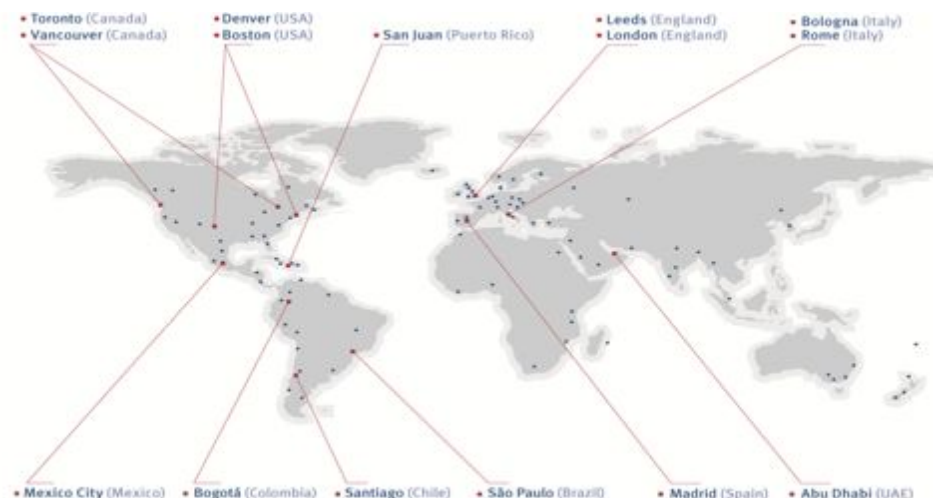 Toronto (Canada)
Vancouver (Canada)
Denver (USA)
Boston (USA)
San Juan (Puerto Rico)
Leeds (England)
London (England)
Bologna (Italy)
Rome (Italy)
Mexico City (Mexico)
Bogotá (Colombia)
Santiago (Chile)
São Paulo (Brazil)
Madrid (Spain)
Abu Dhabi (UAE)